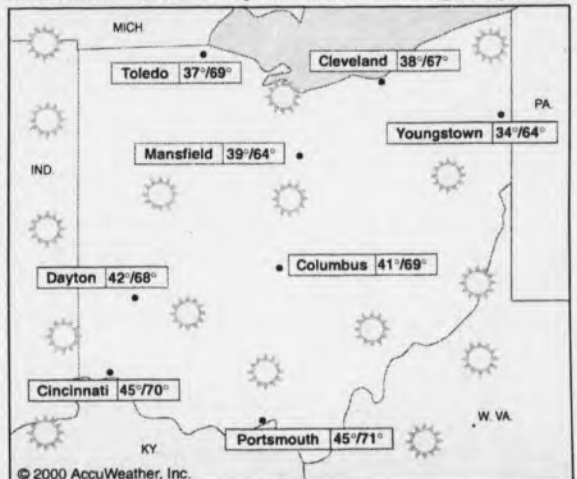 MICH.
Toledo 37°/69°
Cleveland 38°/67°
PA.
Youngstown 34°/64°
Mansfield 39°/64°
IND.
Columbus 41°/69°
Dayton 42°/68°
Cincinnati 45°/70°
Portsmouth 45°/71°
W. VA.
KY.
© 2000 AccuWeather, Inc.